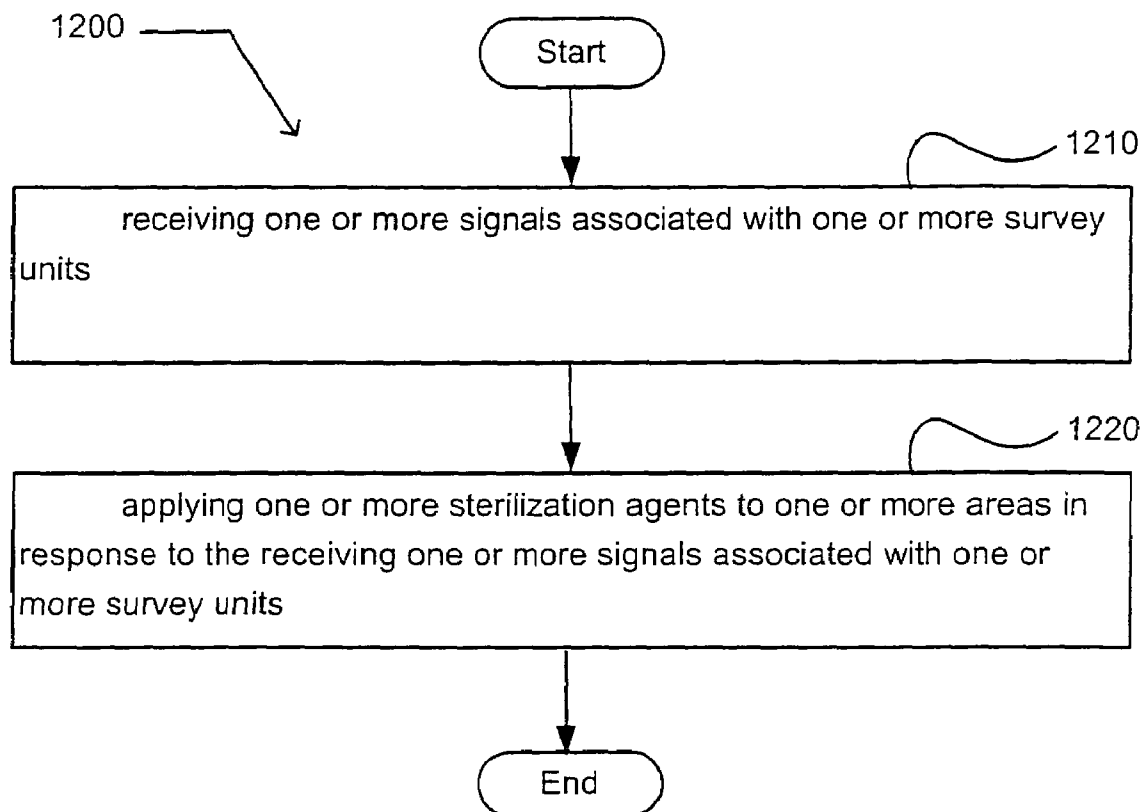 1200
Start
1210
receiving one or more signals associated with one or more survey
units
1220
applying one or more sterilization agents to one or more areas in
response to the receiving one or more signals associated with one or
more survey units
End